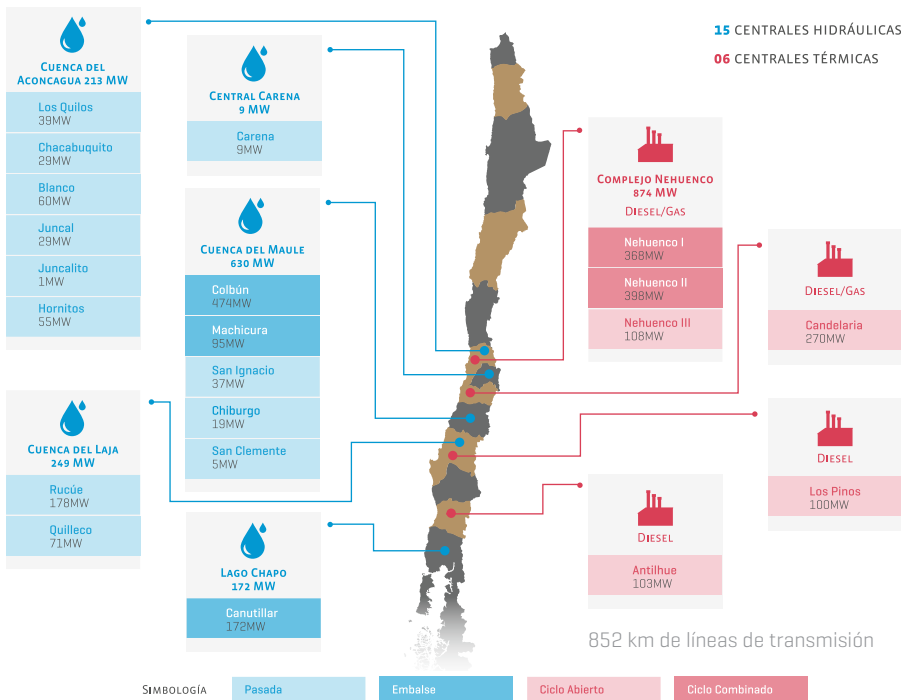 15 CENTRALES HIDRÁULICAS
06 CENTRALES TÉRMICAS
CUENCA DEL
ACONCAGUA 213 MW
Los Quilos
39MW
Chacabuquito
29MW
Blanco
60MW
Juncal
29MW
Juncalito
1MW
Hornitos
55MW
CENTRAL CARENA
9 MW
Carena
9MW
CUENCA DEL MAULE
630 MW
Colbún
474MW
Machicura
95MW
San Ignacio
37MW
Chiburgo
19MW
San Clemente
5MW
CUENCA DEL LAJA
249 MW
Rucúe
178MW
Quilleco
71MW
LAGO CHAPO
172 MW
Canutillar
172MW
COMPLEJO NEHUENCO
874 MW
DIESEL/GAS
Nehuenco I
368MW
Nehuenco II
398MW
Nehuenco III
108MW
DIESEL/GAS
Candelaria
270MW
DIESEL
Los Pinos
100MW
DIESEL
Antilhue
103MW
852 km de líneas de transmisión
SIMBOLOGÍA
Pasada
Embalse
Ciclo Abierto
Ciclo Combinado